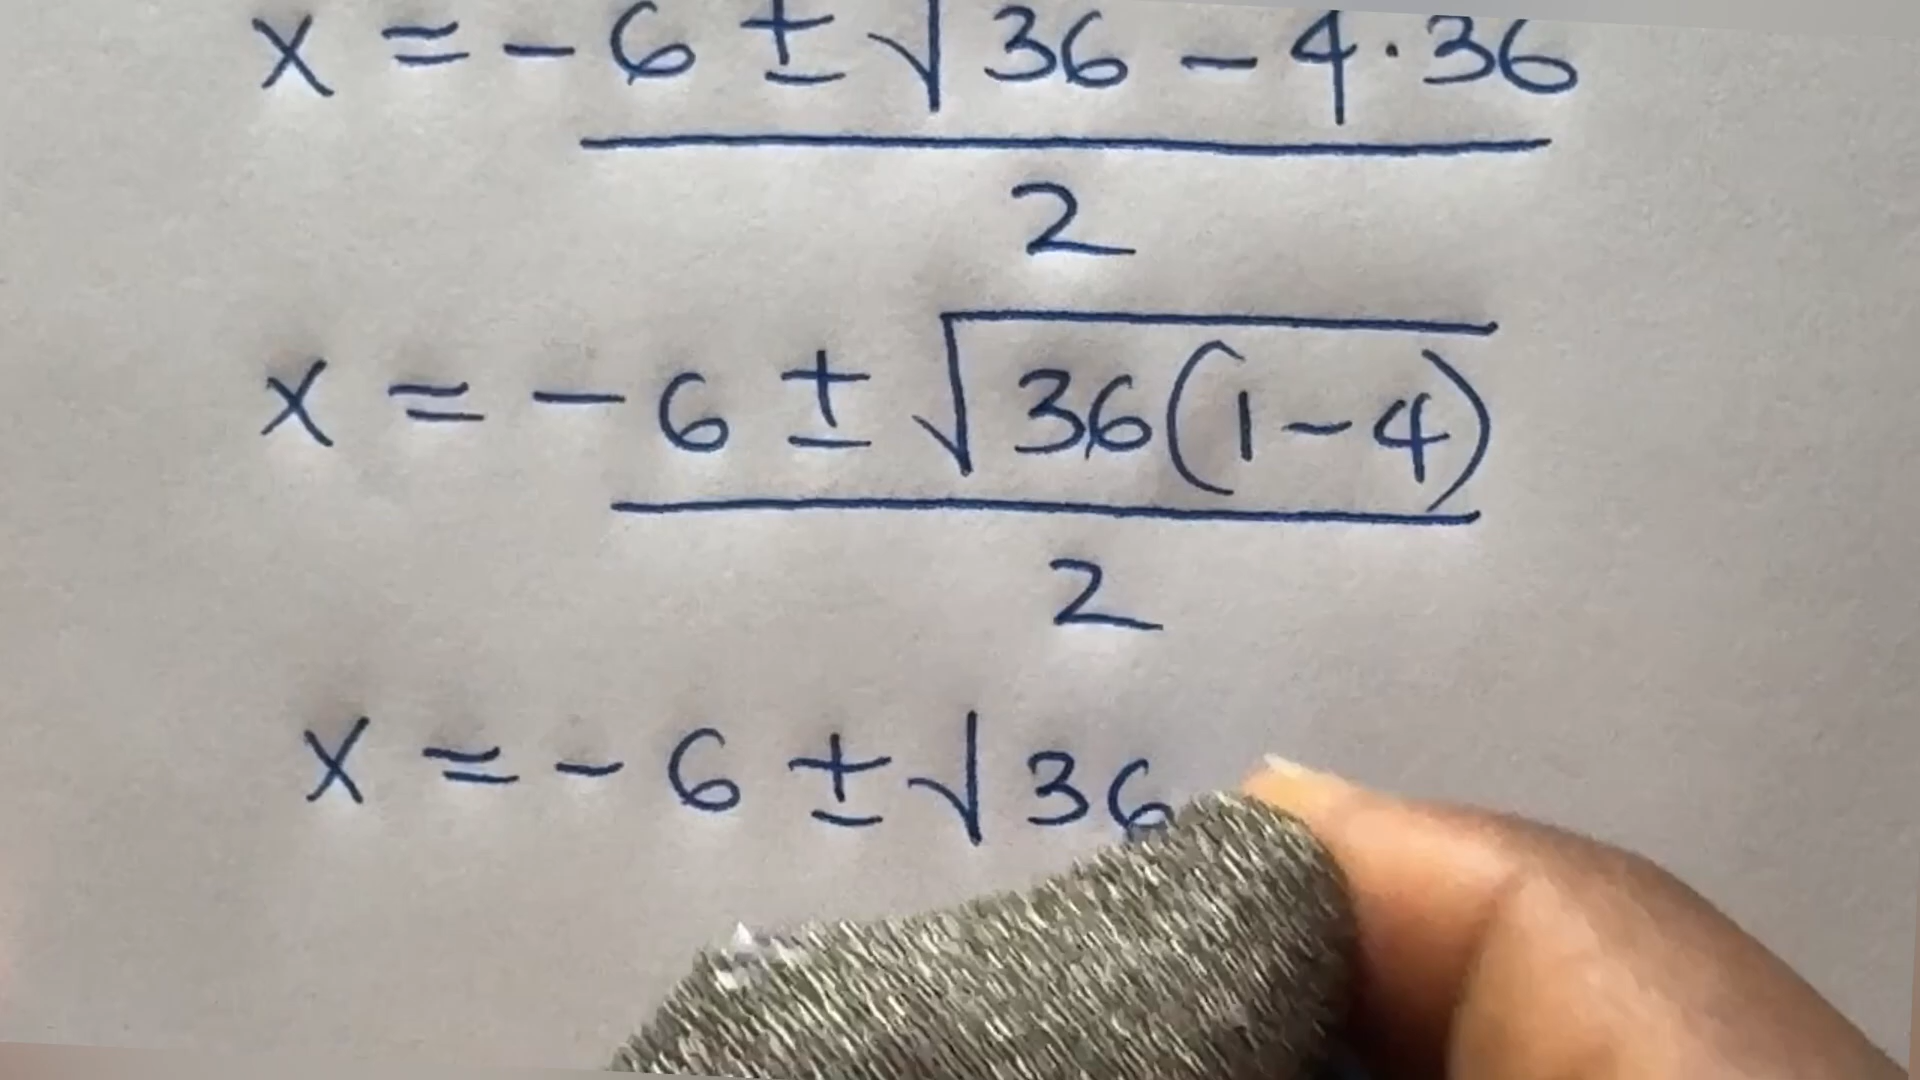 x = -6 ± √36 - 4·36
2
x = -6 ± √36(1-4)
2
x = -6 ± √36